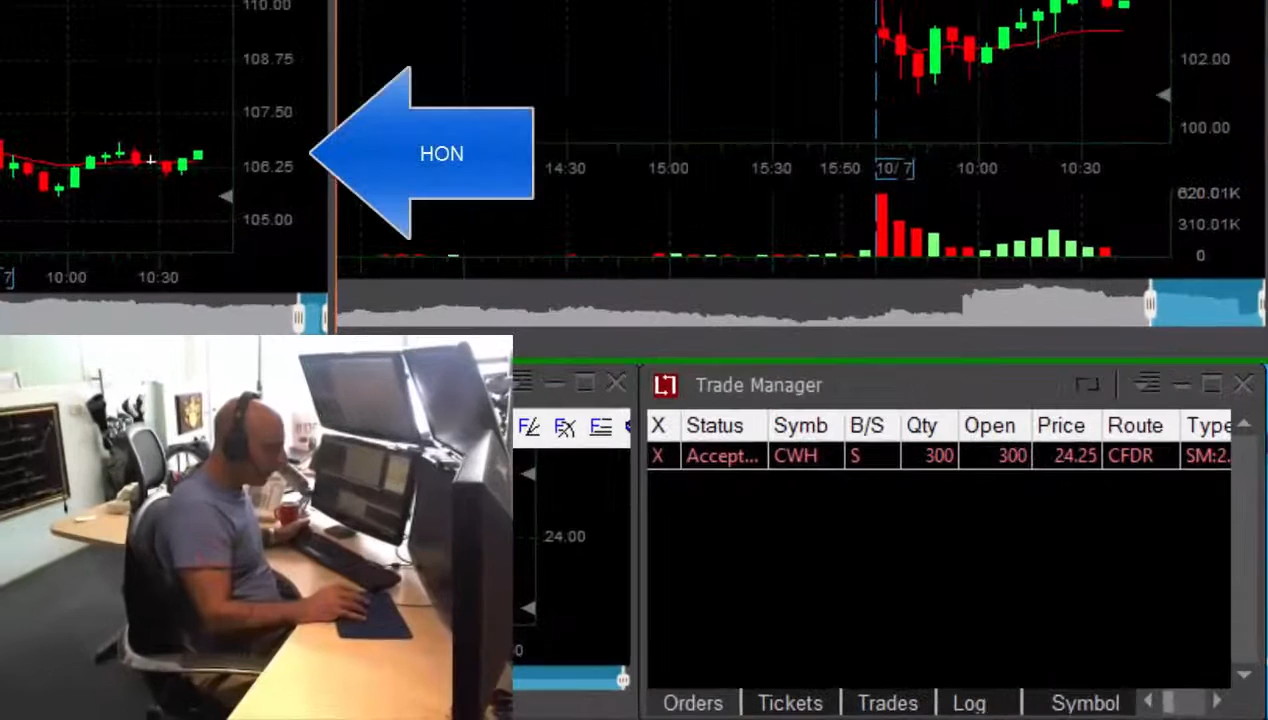 110.00
108.75
107.50
106.25
105.00
7
10:00
10:30
HON
102.00
100.00
14:30
15:00
15:30
15:50
10/ 7
10:00
10:30
620.01K
310.01K
0
24.00
Trade Manager
X Status Symb B/S Qty Open Price Route Type
X Accept... CWH S 300 300 24.25 CFDR SM:2.
Orders Tickets Trades Log Symbol